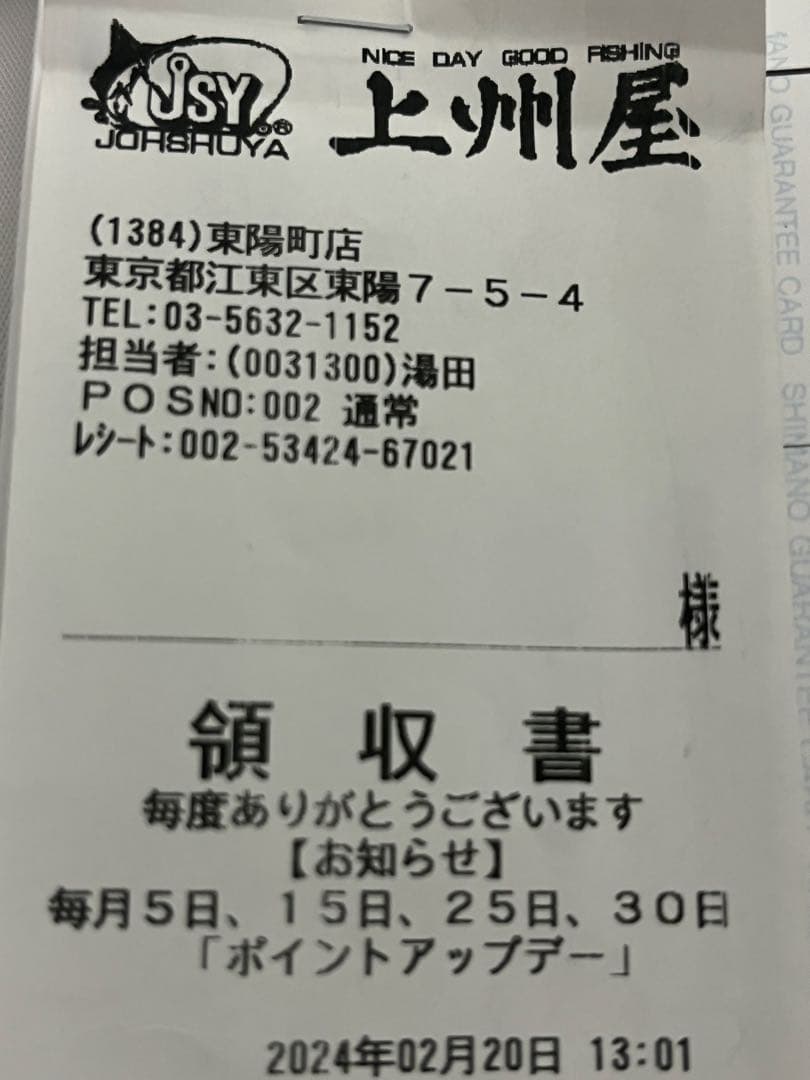 JSY
JOHSHUYA®
NICE DAY GOOD FISHING
上州屋
(1384)東陽町店
東京都江東区東陽7-5-4
TEL:03-5632-1152
担当者:(0031300)湯田
POSNO:002 通常
レシート:002-53424-67021
様
領 収 書
毎度ありがとうございます
【お知らせ】
毎月5日、15日、25日、30日
「ポイントアップデー」
2024年02月20日 13:01
GUARANTEE CARD SHIMANO GUARANTEE